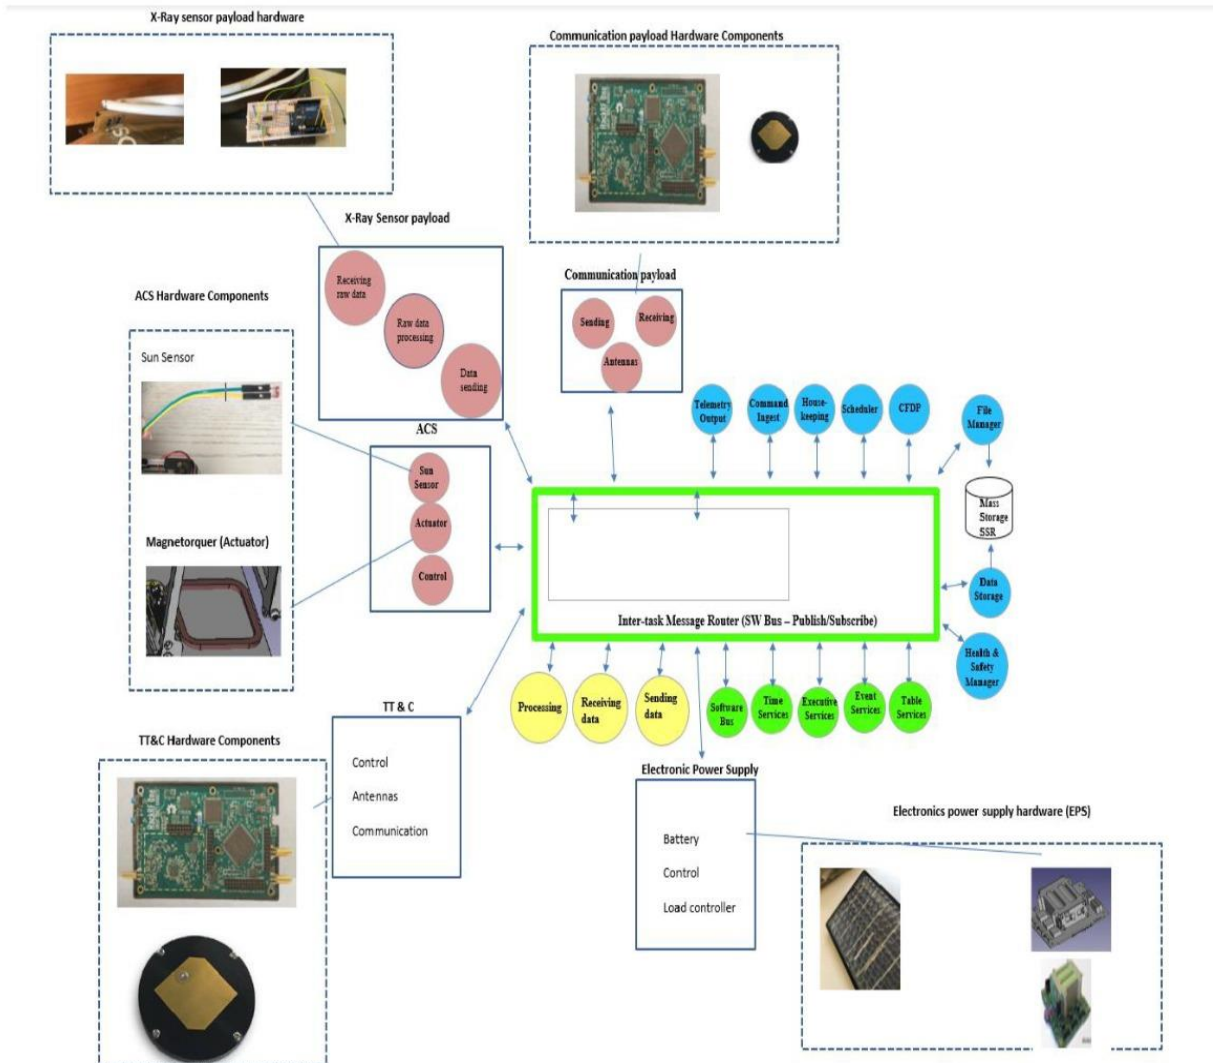 X-Ray sensor payload hardware
Communication payload Hardware Components
X-Ray Sensor payload
Receiving
raw data
Raw data
processing
Data
sending
Communication payload
Sending
Receiving
Antennas
ACS Hardware Components
Sun Sensor
Magnetorquer (Actuator)
ACS
Sun
Sensor
Actuator
Control
Telemetry
Output
Command
Ingest
House-
keeping
Scheduler
CFDP
File
Manager
Mass
Storage
SSR
Data
Storage
Health &
Safety
Manager
Inter-task Message Router (SW Bus – Publish/Subscribe)
Processing
Receiving
data
Sending
data
Software
Bus
Time
Services
Executive
Services
Event
Services
Table
Services
TT & C
Control
Antennas
Communication
TT&C Hardware Components
Electronic Power Supply
Battery
Control
Load controller
Electronics power supply hardware (EPS)